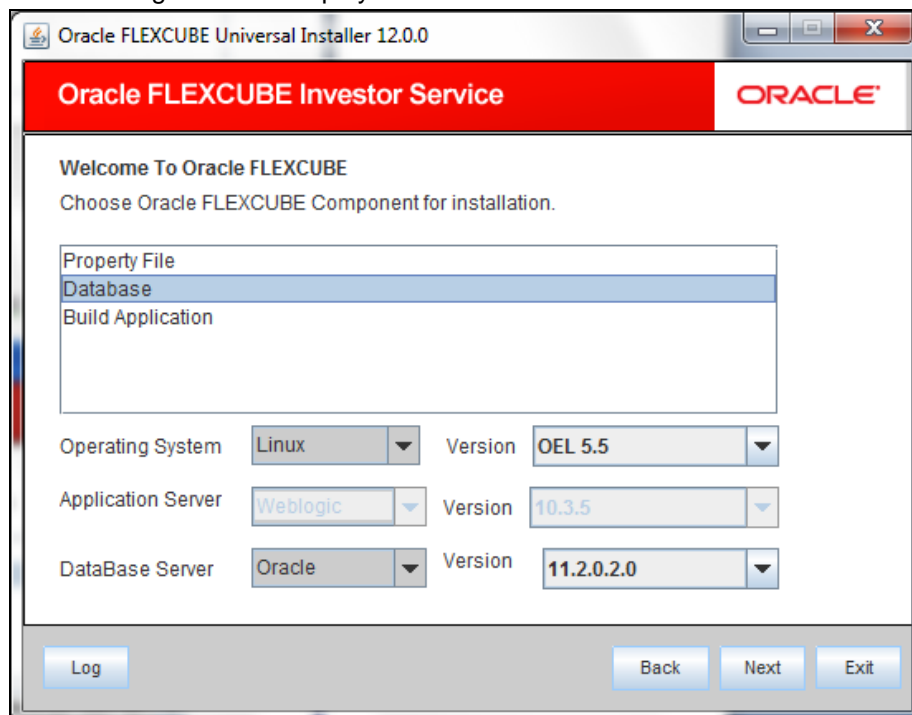 Oracle FLEXCUBE Universal Installer 12.0.0
Oracle FLEXCUBE Investor Service
ORACLE
Welcome To Oracle FLEXCUBE
Choose Oracle FLEXCUBE Component for installation.
Property File
Database
Build Application
Operating System Linux Version OEL 5.5
Application Server Weblogic Version 10.3.5
DataBase Server Oracle Version 11.2.0.2.0
Log Back Next Exit